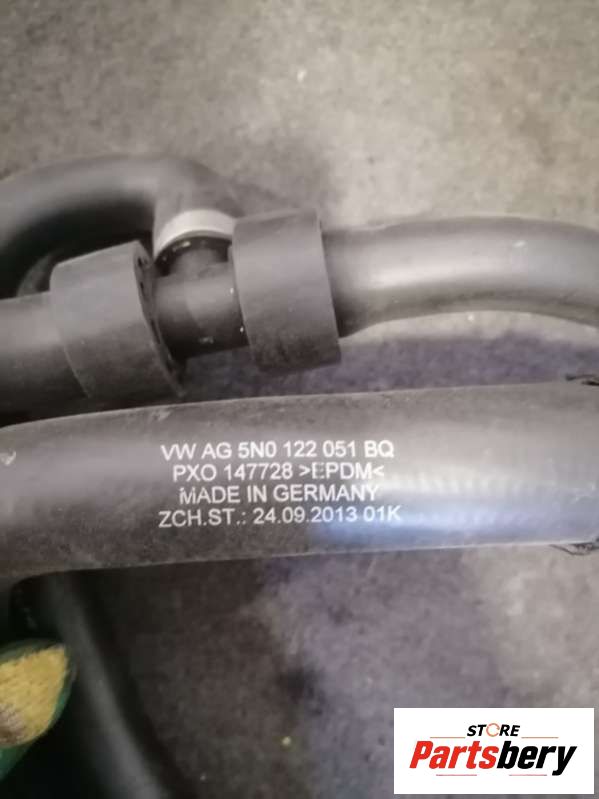 VW AG 5N0 122 051 BQ
PXO 147728 >EPDM<
MADE IN GERMANY
ZCH.ST.: 24.09.2013 01K
STORE
Partsbery